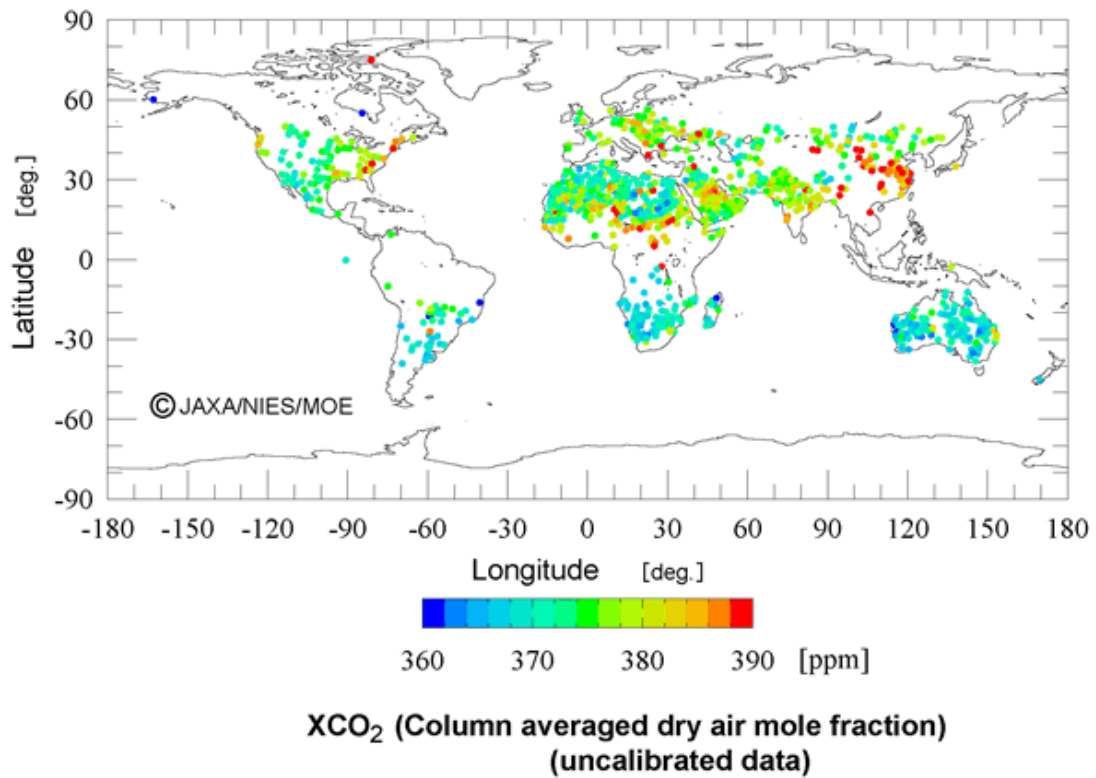 90
60
30
0
-30
-60
-90
Latitude [deg.]
© JAXA/NIES/MOE
-180 -150 -120 -90 -60 -30 0 30 60 90 120 150 180
Longitude [deg.]
360 370 380 390 [ppm]
XCO₂ (Column averaged dry air mole fraction)
(uncalibrated data)